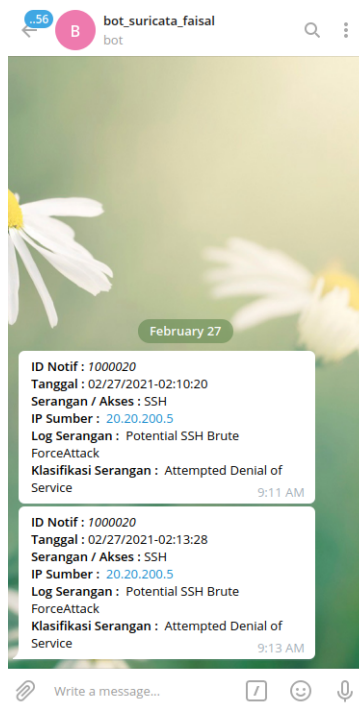 ..56
B
bot_suricata_faisal
bot
February 27
ID Notif : 1000020
Tanggal : 02/27/2021-02:10:20
Serangan / Akses : SSH
IP Sumber : 20.20.200.5
Log Serangan : Potential SSH Brute
ForceAttack
Klasifikasi Serangan : Attempted Denial of
Service
9:11 AM
ID Notif : 1000020
Tanggal : 02/27/2021-02:13:28
Serangan / Akses : SSH
IP Sumber : 20.20.200.5
Log Serangan : Potential SSH Brute
ForceAttack
Klasifikasi Serangan : Attempted Denial of
Service
9:13 AM
Write a message...
/